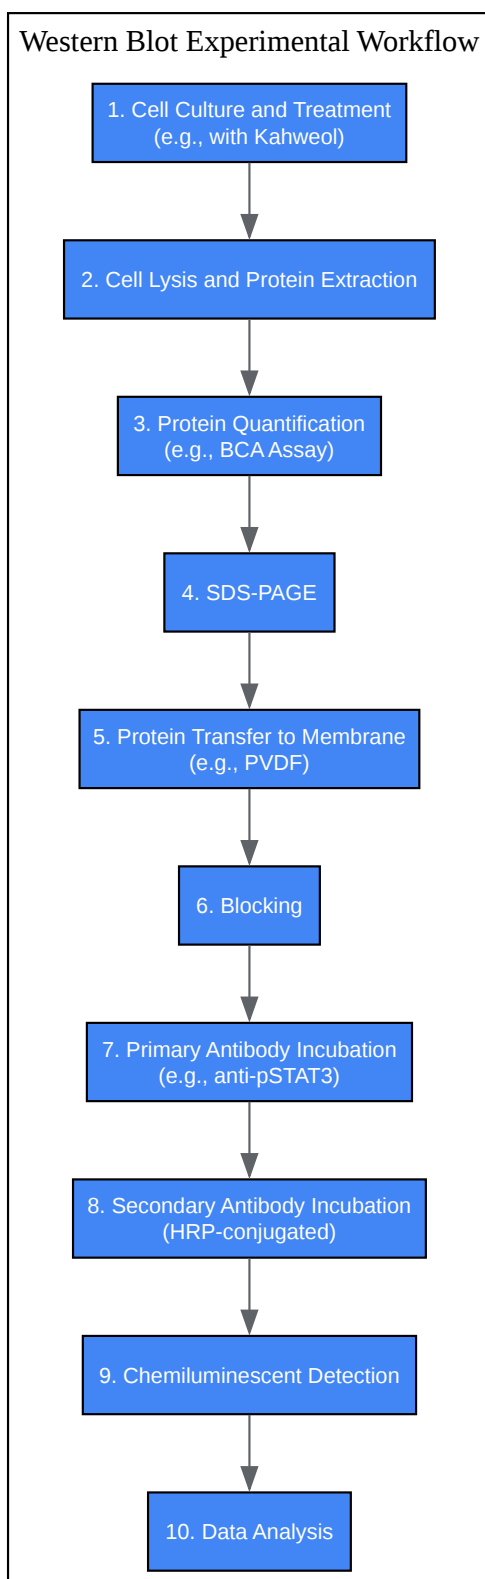 Western Blot Experimental Workflow
1. Cell Culture and Treatment
(e.g., with Kahweol)
2. Cell Lysis and Protein Extraction
3. Protein Quantification
(e.g., BCA Assay)
4. SDS-PAGE
5. Protein Transfer to Membrane
(e.g., PVDF)
6. Blocking
7. Primary Antibody Incubation
(e.g., anti-pSTAT3)
8. Secondary Antibody Incubation
(HRP-conjugated)
9. Chemiluminescent Detection
10. Data Analysis